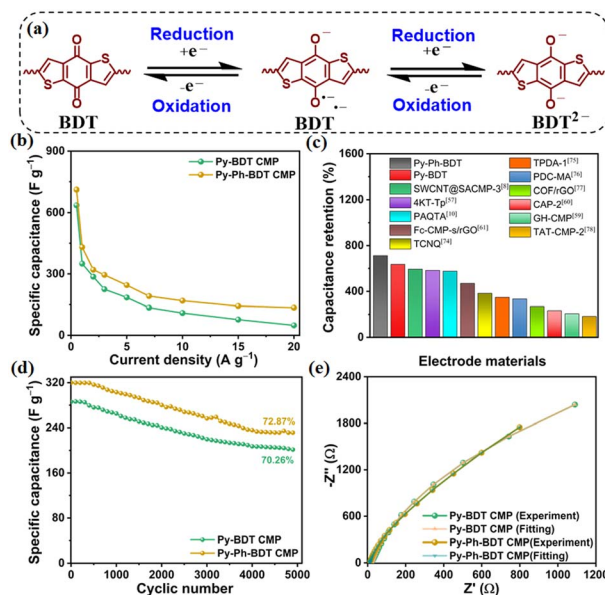 (a)
Reduction
+e⁻
-e⁻
Oxidation
Reduction
+e⁻
-e⁻
Oxidation
O
S
S
O
O⁻
S
S
O•⁻
•⁻
O⁻
S
S
O⁻
BDT
BDT
BDT²⁻
(b)
Py-BDT CMP
Py-Ph-BDT CMP
Specific capacitance (F g⁻¹)
900
600
300
0
0 5 10 15 20
Current density (A g⁻¹)
(c)
Py-Ph-BDT
Py-BDT
SWCNT@SACMP-3[8]
4KT-Tp[57]
PAQTA[10]
Fc-CMP-s/rGO[61]
TCNQ[74]
TPDA-1[75]
PDC-MA[76]
COF/rGO[77]
CAP-2[60]
GH-CMP[59]
TAT-CMP-2[78]
Capacitance retention (%)
1600
1200
800
400
0
Electrode materials
(d)
Specific capacitance (F g⁻¹)
320
240
160
80
0
72.87%
70.26%
Py-BDT CMP
Py-Ph-BDT CMP
0 1000 2000 3000 4000 5000
Cyclic number
(e)
-Z'' (Ω)
2400
1800
1200
600
0
Py-BDT CMP (Experiment)
Py-BDT CMP (Fitting)
Py-Ph-BDT CMP(Experiment)
Py-Ph-BDT CMP(Fitting)
0 200 400 600 800 1000 1200
Z' (Ω)